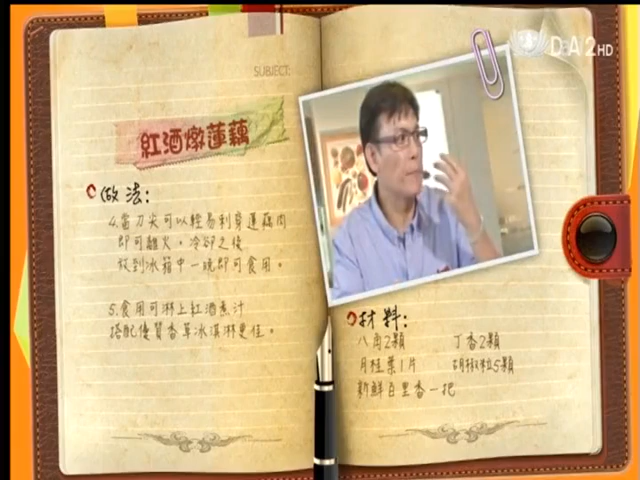 SUBJECT:
DaAi 2HD
紅酒燉蓮藕
做法:
4.當刀尖可以輕易刺穿蓮藕肉
即可離火。冷卻之後
放到冰箱中一晚即可食用。
5.食用可淋上紅酒煮汁
搭配優質香草冰淇淋更佳。
材料:
八角2顆 丁香2顆
月桂葉1片 胡椒粒5顆
新鮮百里香一把